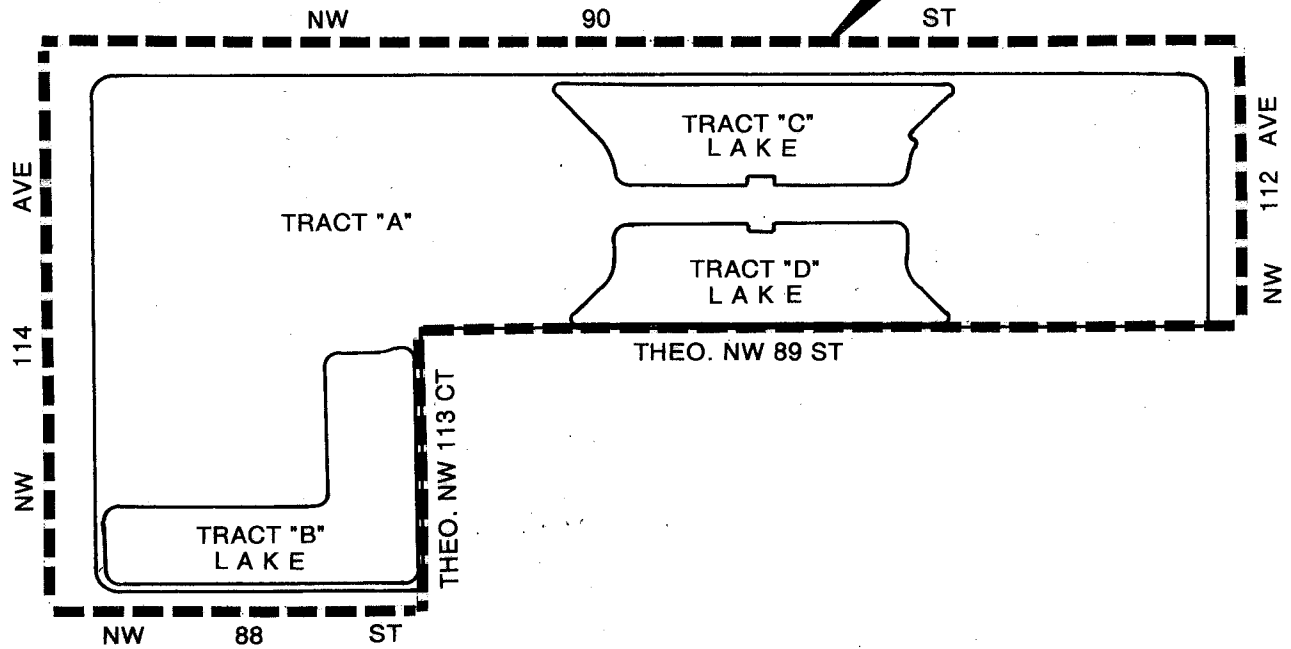 NW 90 ST
TRACT "C"
LAKE
NW 112 AVE
NW 114 AVE
TRACT "A"
TRACT "D"
LAKE
THEO. NW 89 ST
THEO. NW 113 CT
TRACT "B"
LAKE
NW 88 ST